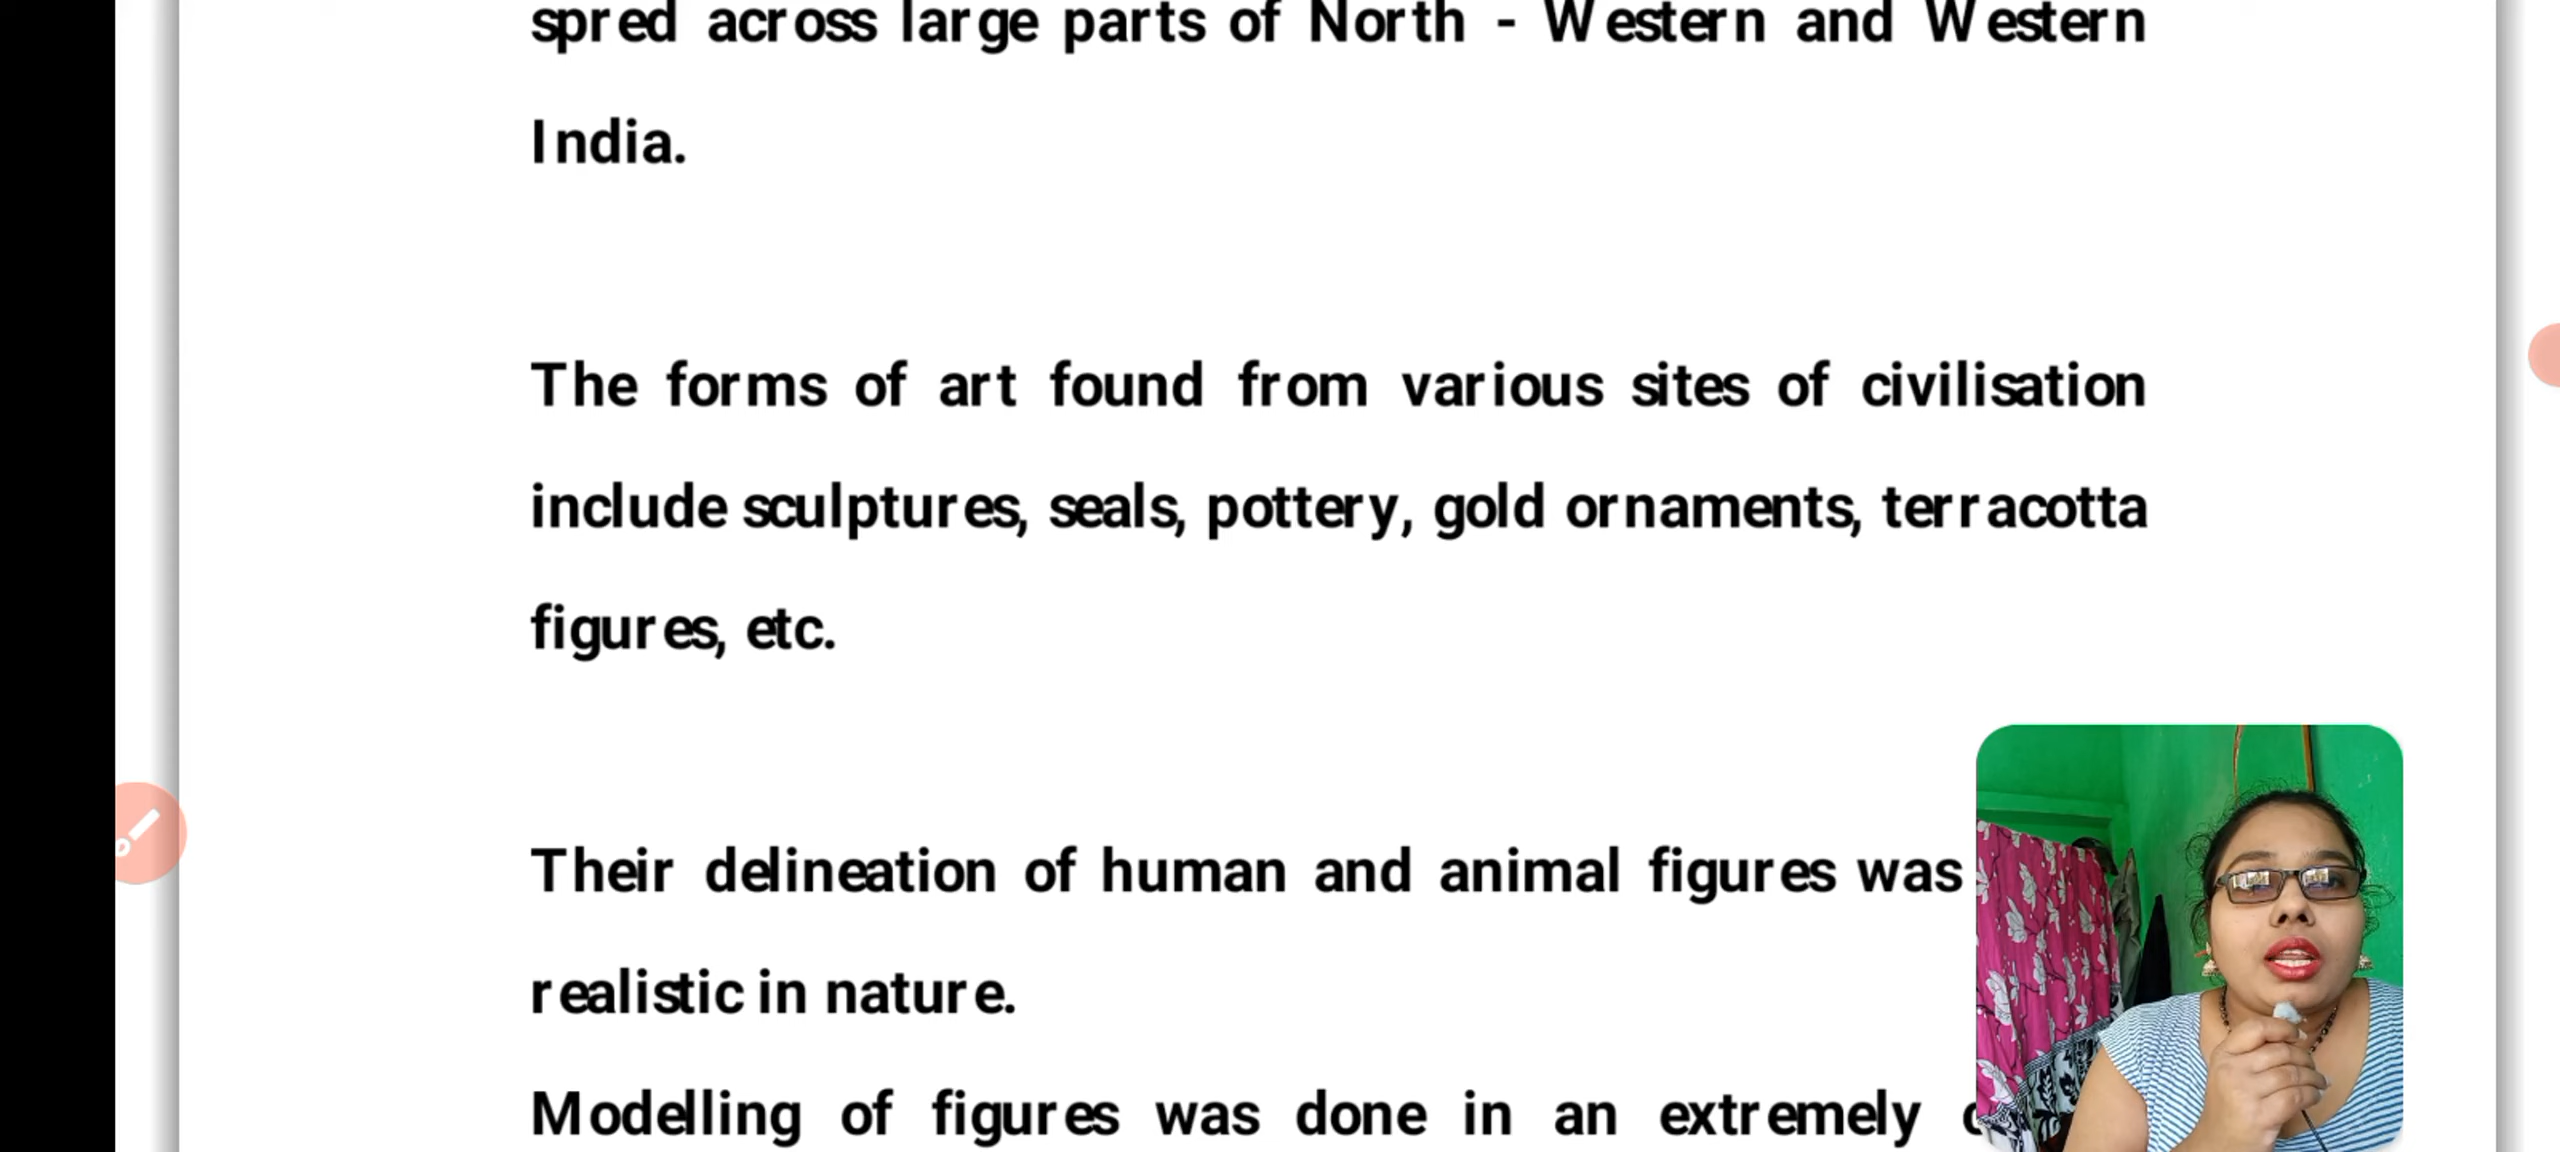 spred across large parts of North - Western and Western
India.
The forms of art found from various sites of civilisation
include sculptures, seals, pottery, gold ornaments, terracotta
figures, etc.
Their delineation of human and animal figures was
realistic in nature.
Modelling of figures was done in an extremely